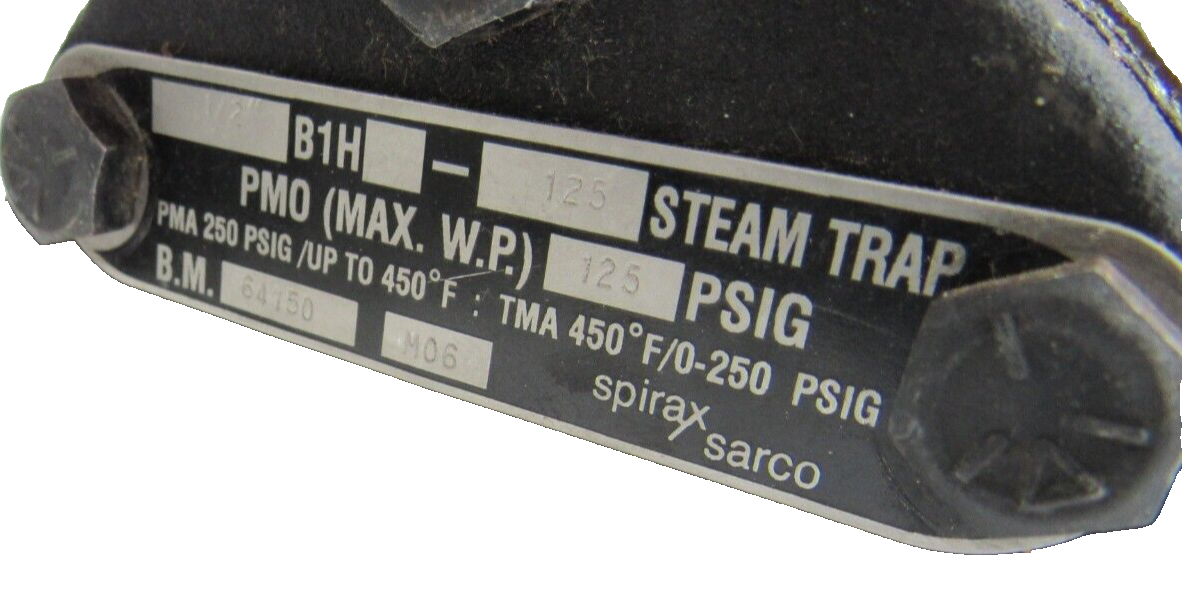 1/2" B1H - 125 STEAM TRAP
PMO (MAX. W.P.) 125 PSIG
PMA 250 PSIG /UP TO 450°F : TMA 450°F/0-250 PSIG
B.M. 64150 M06
spirax sarco